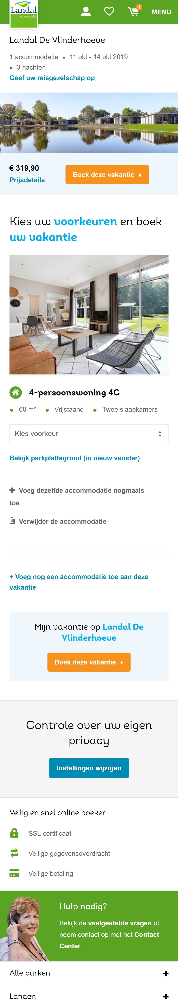 Landal
GreenParks
1
MENU
Landal De Vlinderhoeve
1 accommodatie • 11 okt - 14 okt 2019
• 3 nachten
Geef uw reisgezelschap op
€ 319,90
Prijsdetails
Boek deze vakantie
Kies uw voorkeuren en boek
uw vakantie
4-persoonswoning 4C
60 m² Vrijstaand Twee slaapkamers
Kies voorkeur
Bekijk parkplattegrond (in nieuw venster)
Voeg dezelfde accommodatie nogmaals
toe
Verwijder de accommodatie
+ Voeg nog een accommodatie toe aan deze
vakantie
Mijn vakantie op Landal De
Vlinderhoeve
Boek deze vakantie
Controle over uw eigen
privacy
Instellingen wijzigen
Veilig en snel online boeken
SSL certificaat
Veilige gegevensoverdracht
Veilige betaling
Hulp nodig?
Bekijk de veelgestelde vragen of
neem contact op met het Contact
Center.
Alle parken
Landen